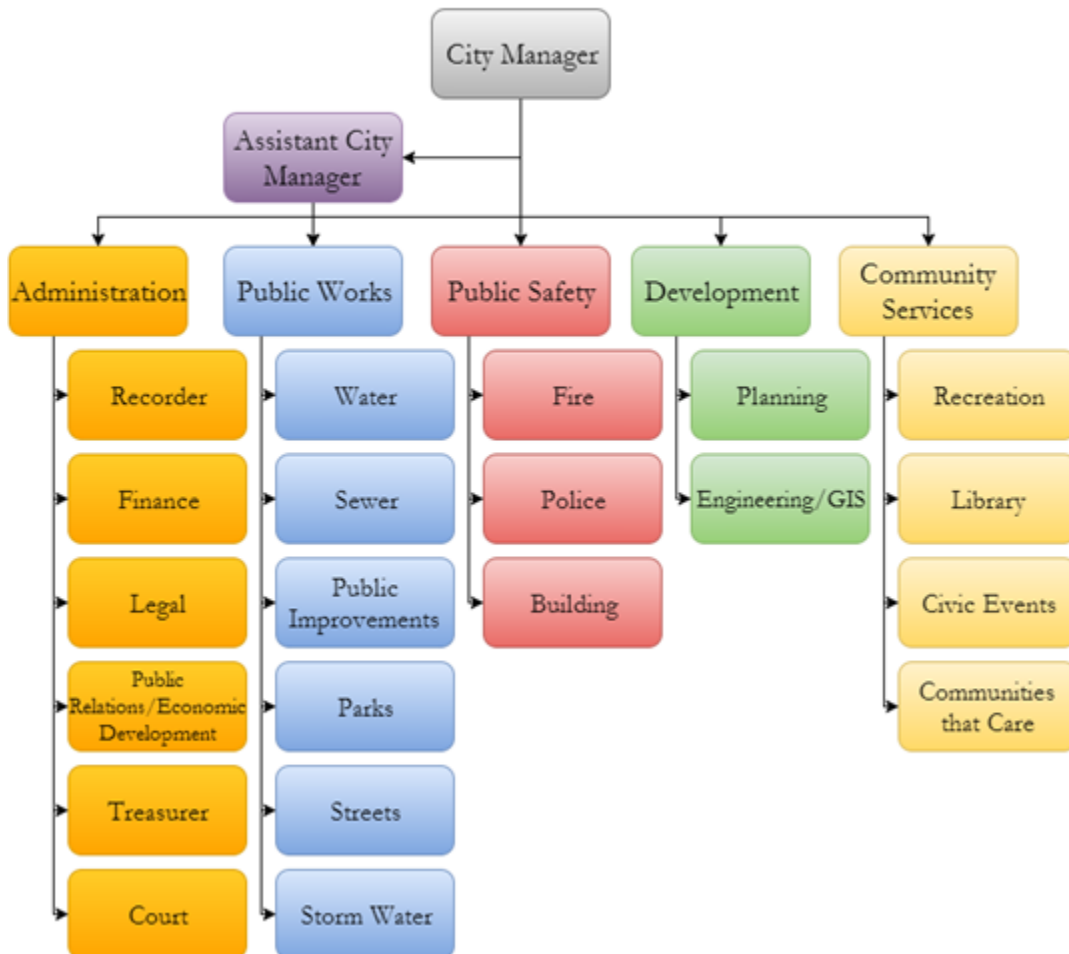 City Manager
Assistant City
Manager
Administration
Public Works
Public Safety
Development
Community
Services
Recorder
Water
Fire
Planning
Recreation
Finance
Sewer
Police
Engineering/GIS
Library
Legal
Public
Improvements
Building
Civic Events
Public
Relations/Economic
Development
Parks
Communities
that Care
Treasurer
Streets
Court
Storm Water